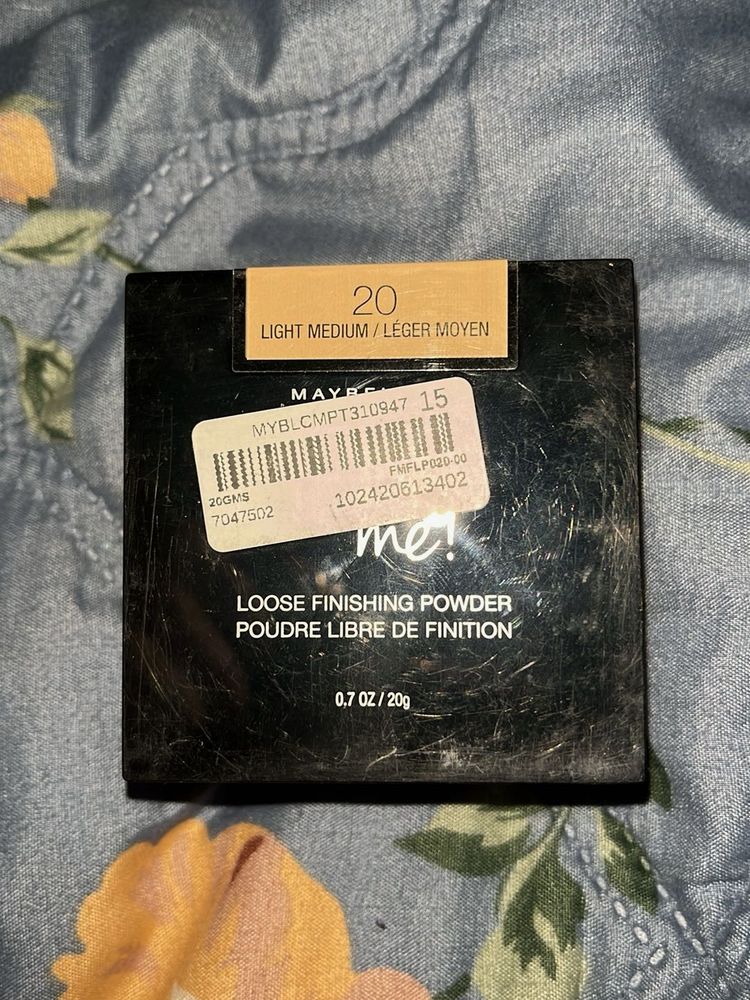 20
LIGHT MEDIUM / LÉGER MOYEN
MYBLCMPT310947 15
FMFLP020-00
20GMS
7047502 102420613402
me!
LOOSE FINISHING POWDER
POUDRE LIBRE DE FINITION
0.7 OZ / 20g